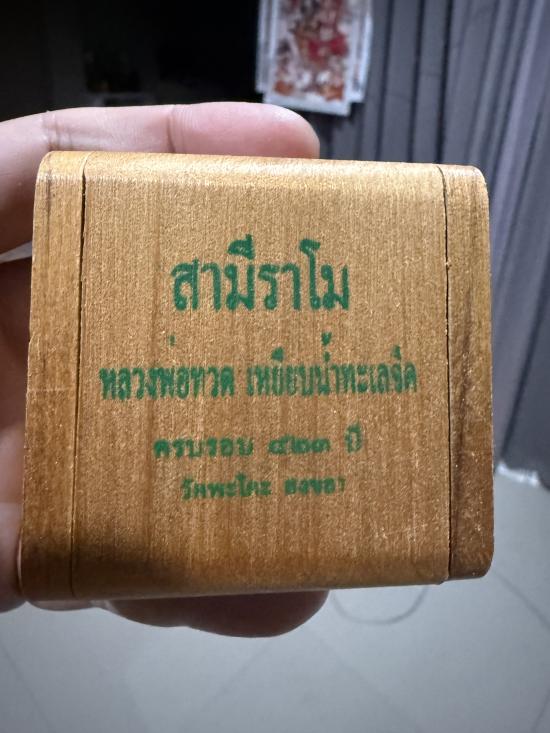 สามีราโม
หลวงพ่อทวด เหยียบน้ำทะเลจืด
ครบรอบ ๔๒๓ ปี
วัดพะโคะ สงขลา